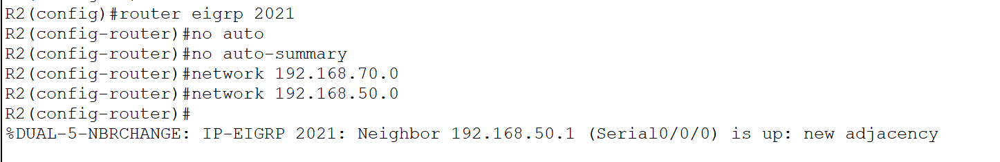 R2(config)#router eigrp 2021
R2(config-router)#no auto
R2(config-router)#no auto-summary
R2(config-router)#network 192.168.70.0
R2(config-router)#network 192.168.50.0
R2(config-router)#
%DUAL-5-NBRCHANGE: IP-EIGRP 2021: Neighbor 192.168.50.1 (Serial0/0/0) is up: new adjacency